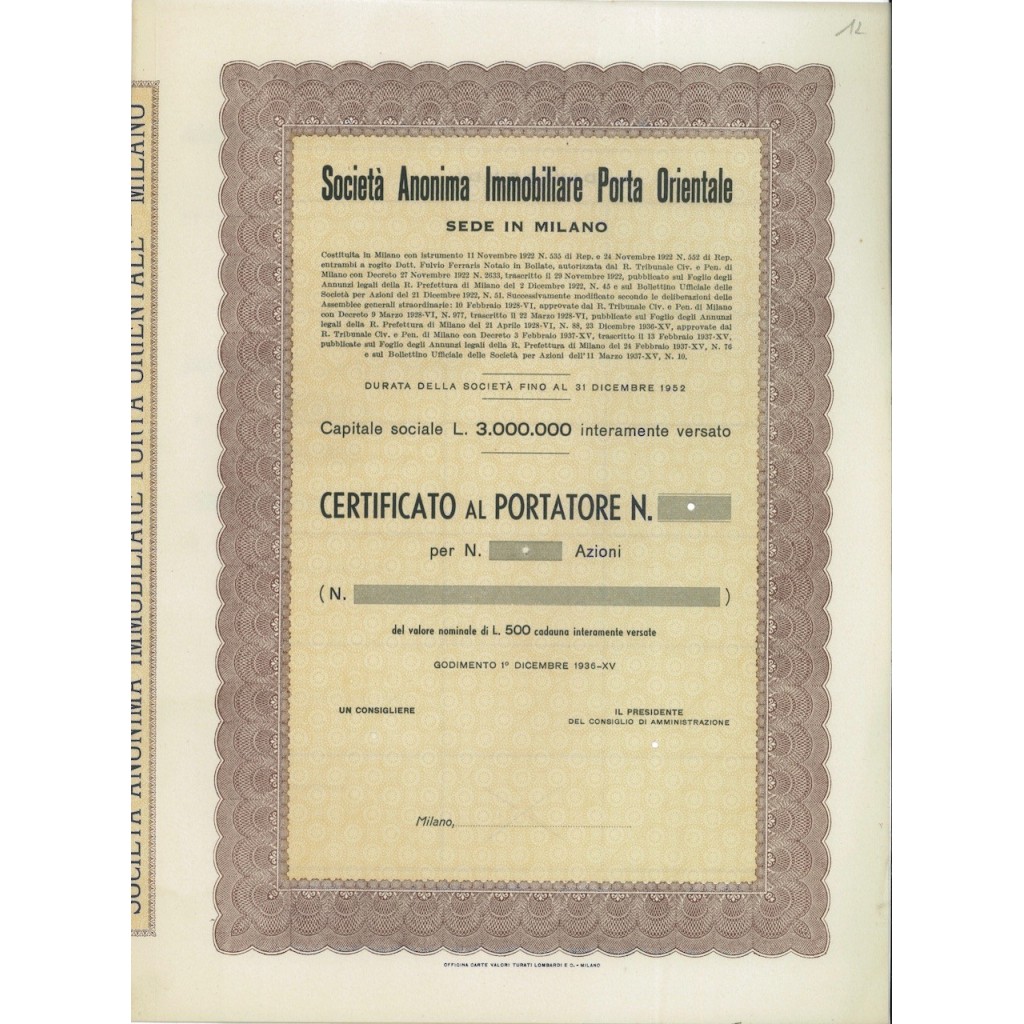 12
Società Anonima Immobiliare Porta Orientale
SEDE IN MILANO
Costituita in Milano con istrumento 11 Novembre 1922 N. 535 di Rep. e 24 Novembre 1922 N. 552 di Rep.
entrambi a rogito Dott. Fulvio Ferraris Notaio in Bollate, autorizzata dal R. Tribunale Civ. e Pen. di
Milano con Decreto 27 Novembre 1922 N. 2633, trascritto il 29 Novembre 1922, pubblicato sul Foglio degli
Annunzi legali della R. Prefettura di Milano del 2 Dicembre 1922, N. 45 e sul Bollettino Ufficiale delle
Società per Azioni del 21 Dicembre 1922, N. 51. Successivamente modificato secondo le deliberazioni delle
Assemblee generali straordinarie: 10 Febbraio 1928-VI, approvate dal R. Tribunale Civ. e Pen. di Milano
con Decreto 9 Marzo 1928-VI, N. 977, trascritto il 22 Marzo 1928-VI, pubblicate sul Foglio degli Annunzi
legali della R. Prefettura di Milano del 21 Aprile 1928-VI, N. 88, 23 Dicembre 1936-XV, approvate dal
R. Tribunale Civ. e Pen. di Milano con Decreto 3 Febbraio 1937-XV, trascritto il 13 Febbraio 1937-XV,
pubblicate sul Foglio degli Annunzi legali della R. Prefettura di Milano del 24 Febbraio 1937-XV, N. 76
e sul Bollettino Ufficiale delle Società per Azioni dell'11 Marzo 1937-XV, N. 10.
DURATA DELLA SOCIETÀ FINO AL 31 DICEMBRE 1952
Capitale sociale L. 3.000.000 interamente versato
CERTIFICATO AL PORTATORE N.
per N. Azioni
(N. )
del valore nominale di L. 500 cadauna interamente versate
GODIMENTO 1º DICEMBRE 1936-XV
UN CONSIGLIERE
IL PRESIDENTE
DEL CONSIGLIO DI AMMINISTRAZIONE
Milano,
OFFICINA CARTE VALORI TURATI LOMBARDI E C. - MILANO
SOCIETÀ ANONIMA IMMOBILIARE PORTA ORIENTALE - MILANO